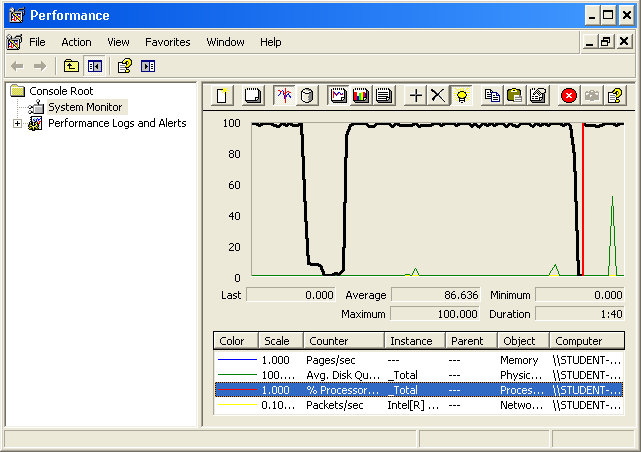 Performance
File Action View Favorites Window Help
Console Root
System Monitor
Performance Logs and Alerts
100
80
60
40
20
0
Last 0.000 Average 86.636 Minimum 0.000
Maximum 100.000 Duration 1:40
Color Scale Counter Instance Parent Object Computer
1.000 Pages/sec --- --- Memory \\STUDENT-...
100.... Avg. Disk Qu... _Total --- Physic... \\STUDENT-...
1.000 % Processor... _Total --- Proces... \\STUDENT-...
0.10... Packets/sec Intel[R] ... --- Netwo... \\STUDENT-...